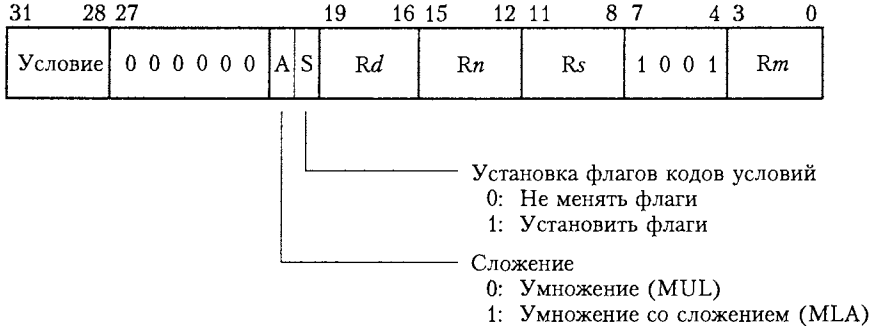 31 28 27 19 16 15 12 11 8 7 4 3 0
Условие 0 0 0 0 0 0 A S Rd Rn Rs 1 0 0 1 Rm
Установка флагов кодов условий
0: Не менять флаги
1: Установить флаги
Сложение
0: Умножение (MUL)
1: Умножение со сложением (MLA)